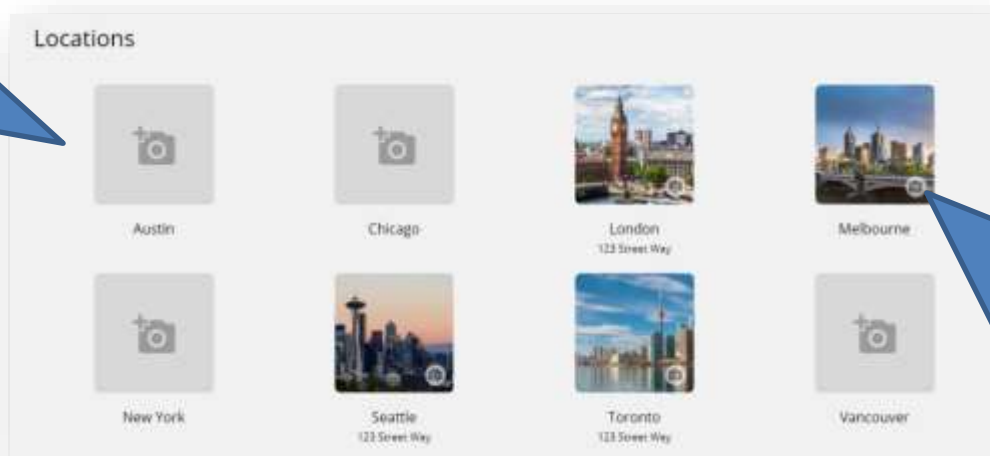 Locations
Austin
Chicago
London
123 Street Way
Melbourne
New York
Seattle
123 Street Way
Toronto
123 Street Way
Vancouver